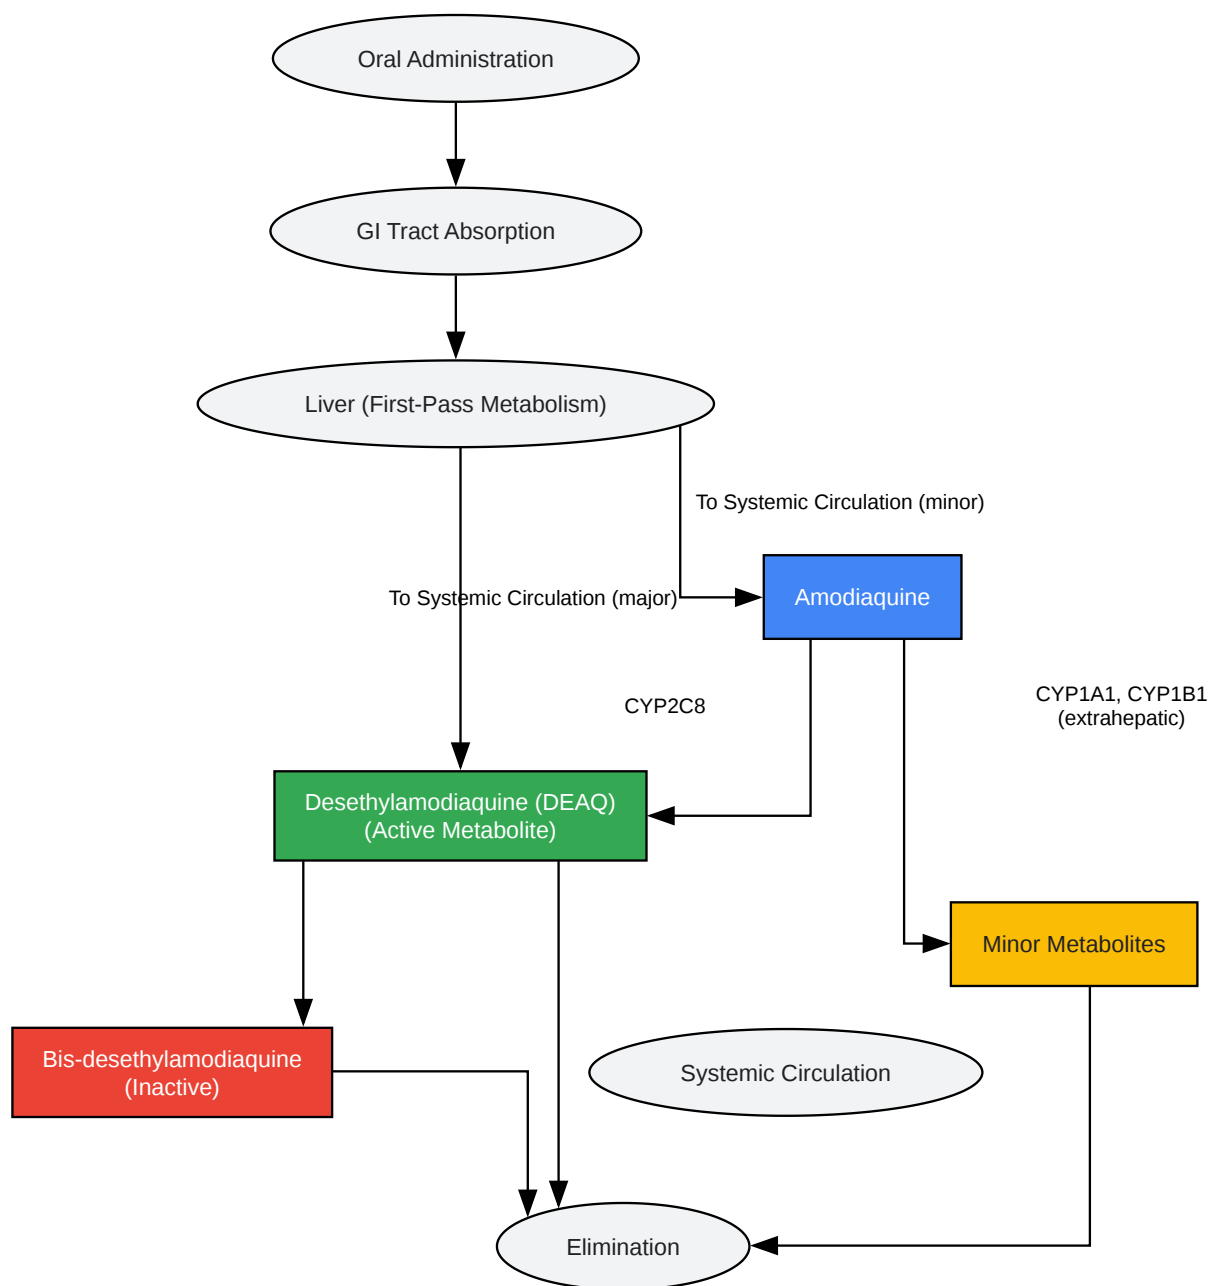 Oral Administration
GI Tract Absorption
Liver (First-Pass Metabolism)
To Systemic Circulation (minor)
To Systemic Circulation (major)
Amodiaquine
CYP2C8
CYP1A1, CYP1B1
(extrahepatic)
Desethylamodiaquine (DEAQ)
(Active Metabolite)
Minor Metabolites
Bis-desethylamodiaquine
(Inactive)
Systemic Circulation
Elimination